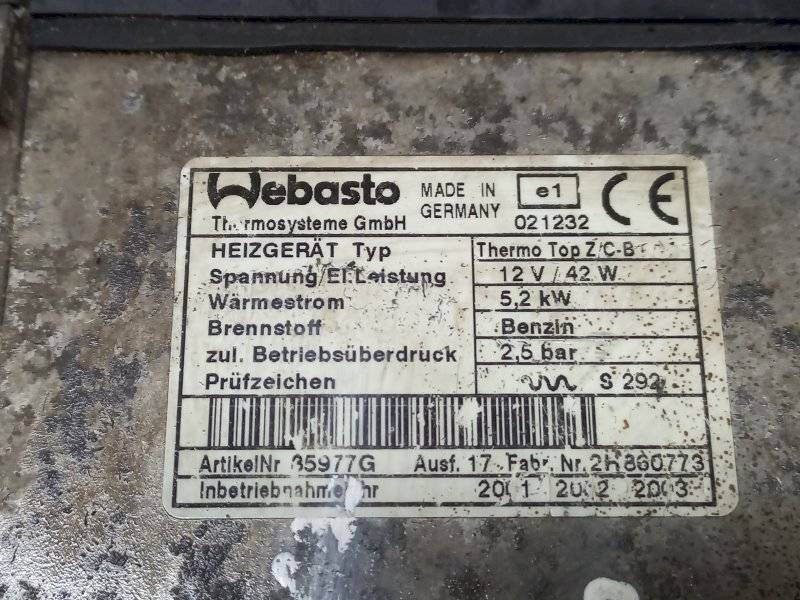 Webasto MADE IN e1 CE
Thermosysteme GmbH GERMANY 021232
HEIZGERÄT Typ Thermo Top Z/C-B
Spannung/El.Leistung 12 V / 42 W
Wärmestrom 5,2 kW
Brennstoff Benzin
zul. Betriebsüberdruck 2,5 bar
Prüfzeichen S 292
ArtikelNr 65977G Ausf. 17 Fabr. Nr. 2H860773
Inbetriebnahmejahr 2001 2002 2003